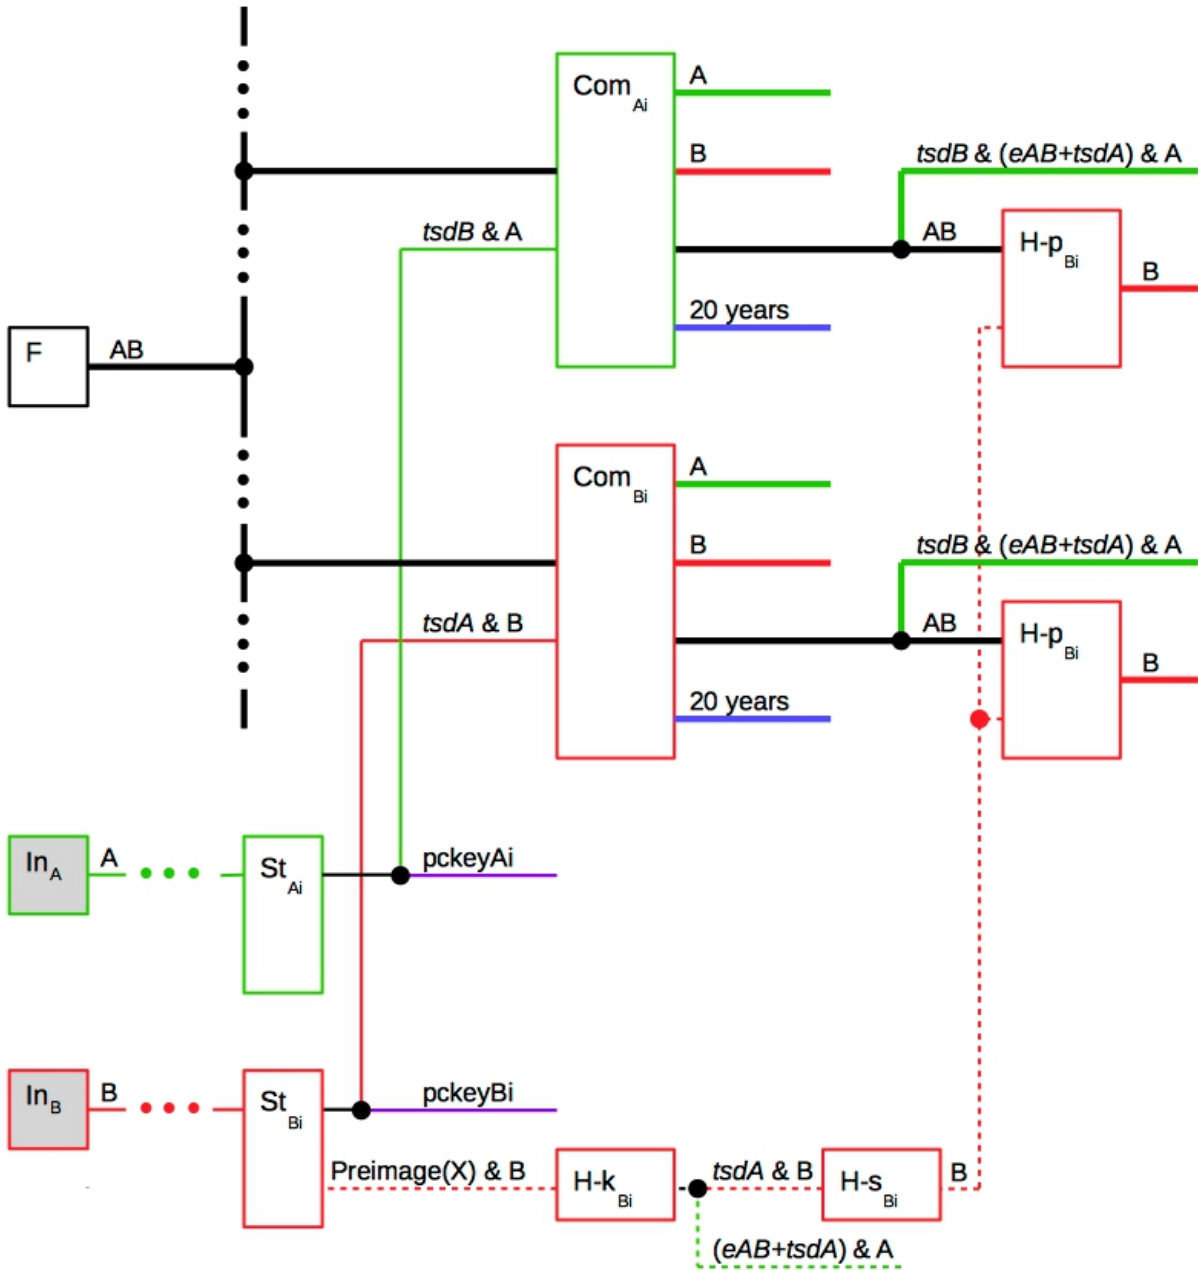 A
Com
Ai
B
tsdB & (eAB+tsdA) & A
tsdB & A
AB
H-p
Bi
B
20 years
F
AB
A
Com
Bi
B
tsdB & (eAB+tsdA) & A
tsdA & B
AB
H-p
Bi
B
20 years
In A
A
St
Ai
pckeyAi
In B
B
St
Bi
pckeyBi
Preimage(X) & B
H-k
Bi
tsdA & B
H-s
Bi
B
(eAB+tsdA) & A